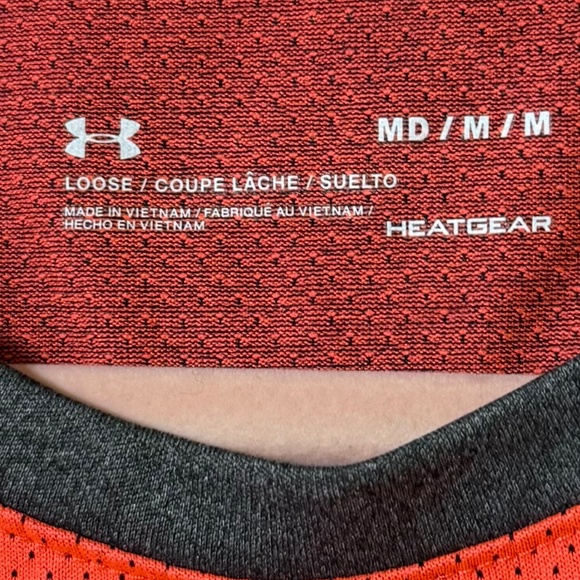 MD / M / M
LOOSE / COUPE LÂCHE / SUELTO
MADE IN VIETNAM / FABRIQUÉ AU VIETNAM /
HECHO EN VIETNAM
HEATGEAR